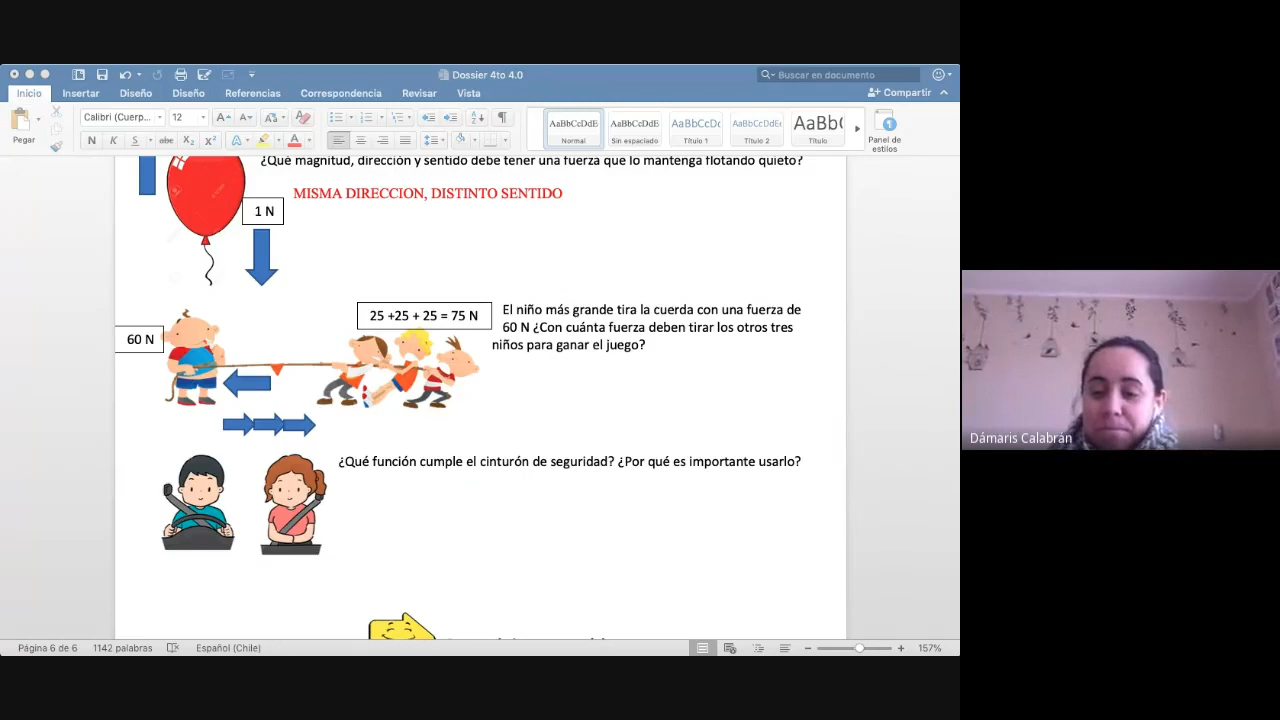 Dossier 4to 4.0
Buscar en documento
Inicio
Insertar
Diseño
Diseño
Referencias
Correspondencia
Revisar
Vista
Compartir
Pegar
Calibri (Cuerp...
12
N
K
S
abc
X₂
X²
AaBbCcDdE
Normal
AaBbCcDdE
Sin espaciado
AaBbCcDc
Título 1
AaBbCcDdE
Título 2
AaBb(
Título
Panel de
estilos
¿Qué magnitud, dirección y sentido debe tener una fuerza que lo mantenga flotando quieto?
MISMA DIRECCION, DISTINTO SENTIDO
1 N
25 +25 + 25 = 75 N
El niño más grande tira la cuerda con una fuerza de
60 N ¿Con cuánta fuerza deben tirar los otros tres
niños para ganar el juego?
60 N
¿Qué función cumple el cinturón de seguridad? ¿Por qué es importante usarlo?
Dámaris Calabrán
Página 6 de 6
1142 palabras
Español (Chile)
157%